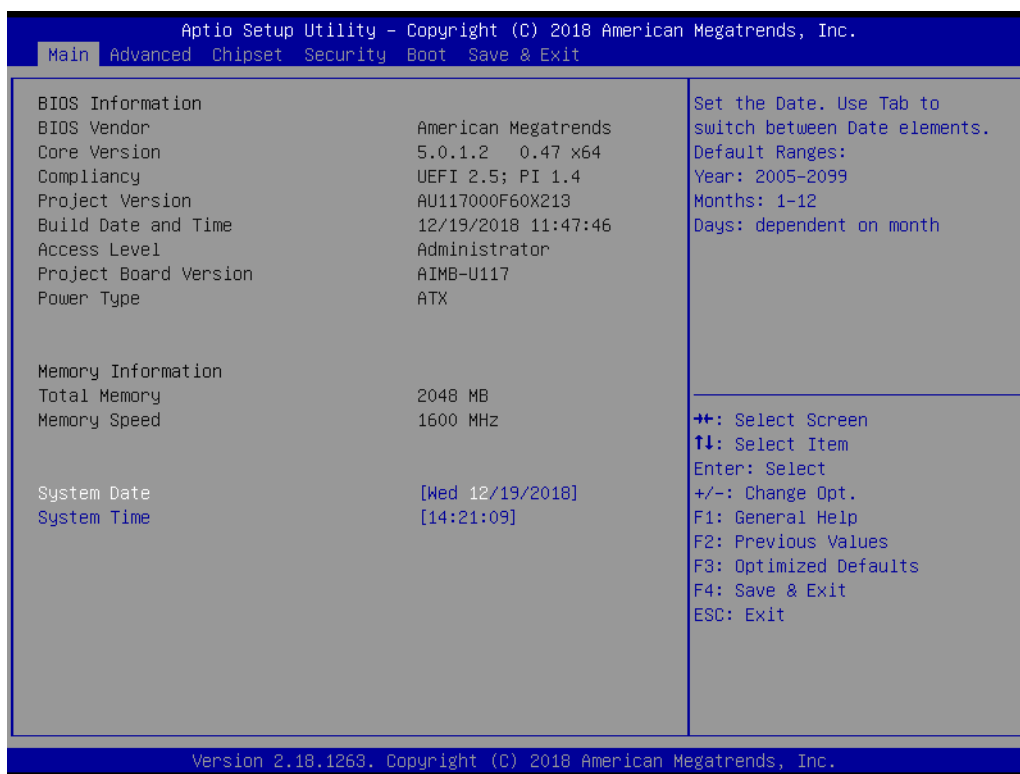 Aptio Setup Utility – Copyright (C) 2018 American Megatrends, Inc.
Main Advanced Chipset Security Boot Save & Exit
BIOS Information
BIOS Vendor American Megatrends
Core Version 5.0.1.2 0.47 x64
Compliancy UEFI 2.5; PI 1.4
Project Version AU117000F60X213
Build Date and Time 12/19/2018 11:47:46
Access Level Administrator
Project Board Version AIMB-U117
Power Type ATX
Memory Information
Total Memory 2048 MB
Memory Speed 1600 MHz
System Date [Wed 12/19/2018]
System Time [14:21:09]
Set the Date. Use Tab to
switch between Date elements.
Default Ranges:
Year: 2005-2099
Months: 1-12
Days: dependent on month
→←: Select Screen
↑↓: Select Item
Enter: Select
+/-: Change Opt.
F1: General Help
F2: Previous Values
F3: Optimized Defaults
F4: Save & Exit
ESC: Exit
Version 2.18.1263. Copyright (C) 2018 American Megatrends, Inc.